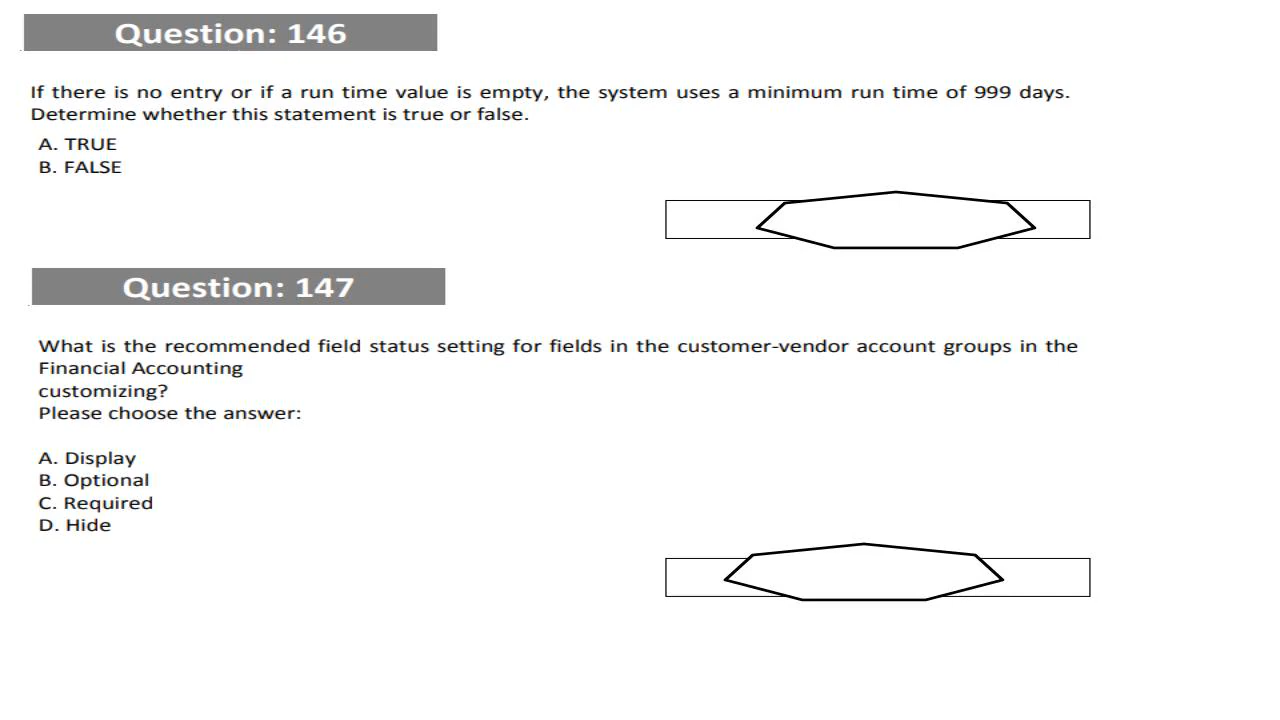 Question: 146
If there is no entry or if a run time value is empty, the system uses a minimum run time of 999 days.
Determine whether this statement is true or false.
A. TRUE
B. FALSE
Question: 147
What is the recommended field status setting for fields in the customer-vendor account groups in the
Financial Accounting
customizing?
Please choose the answer:
A. Display
B. Optional
C. Required
D. Hide